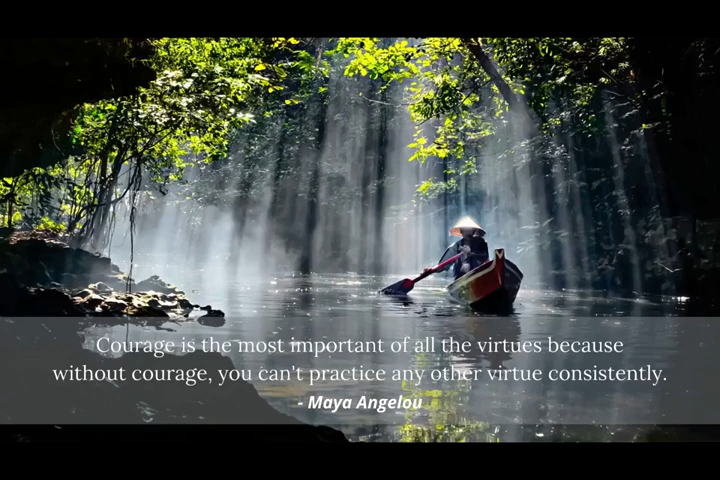 Courage is the most important of all the virtues because
without courage, you can't practice any other virtue consistently.
- Maya Angelou